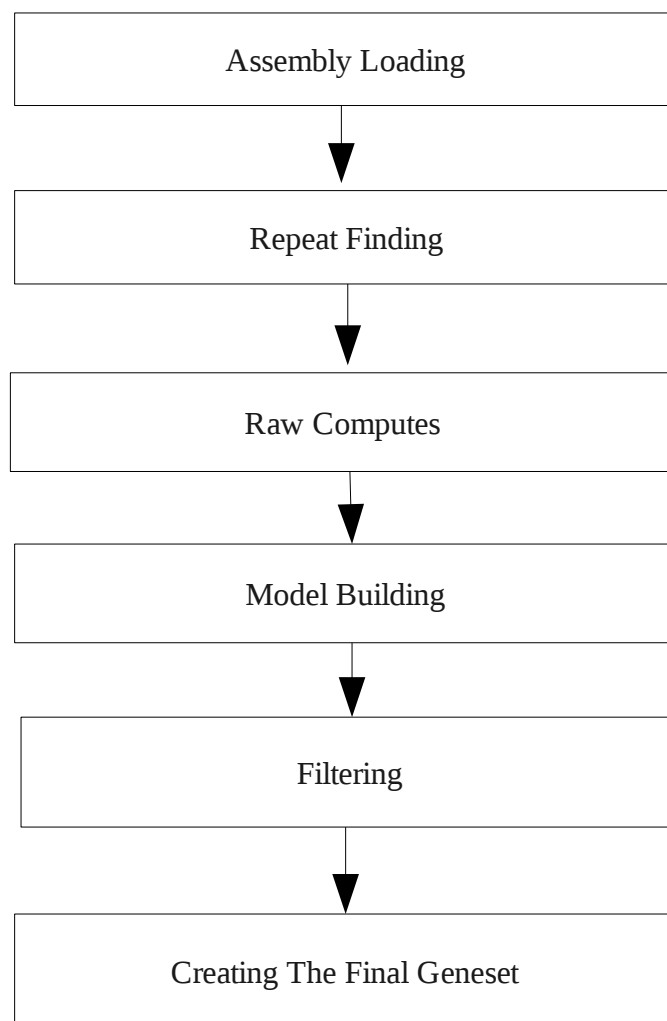 Assembly Loading
Repeat Finding
Raw Computes
Model Building
Filtering
Creating The Final Geneset